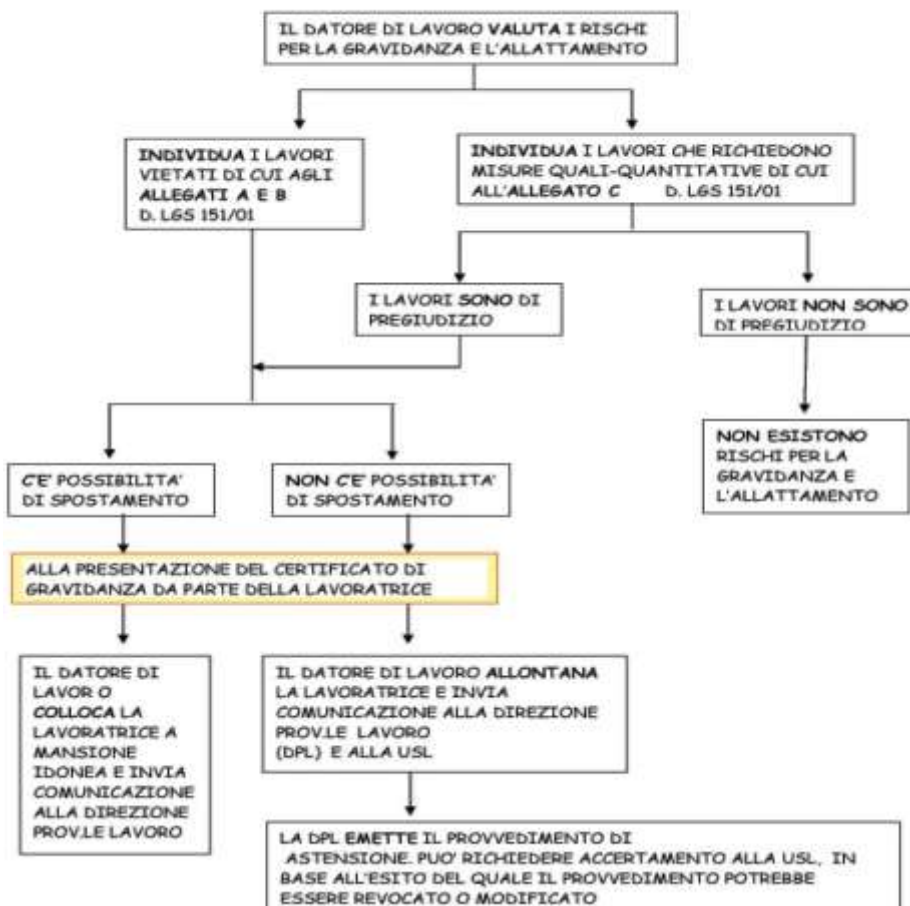 IL DATORE DI LAVORO VALUTA I RISCHI
PER LA GRAVIDANZA E L'ALLATTAMENTO
INDIVIDUA I LAVORI
VIETATI DI CUI AGLI
ALLEGATI A E B
D. LGS 151/01
INDIVIDUA I LAVORI CHE RICHIEDONO
MISURE QUALI-QUANTITATIVE DI CUI
ALL'ALLEGATO C D. LGS 151/01
I LAVORI SONO DI
PREGIUDIZIO
I LAVORI NON SONO
DI PREGIUDIZIO
NON ESISTONO
RISCHI PER LA
GRAVIDANZA E
L'ALLATTAMENTO
C'E' POSSIBILITA'
DI SPOSTAMENTO
NON C'E' POSSIBILITA'
DI SPOSTAMENTO
ALLA PRESENTAZIONE DEL CERTIFICATO DI
GRAVIDANZA DA PARTE DELLA LAVORATRICE
IL DATORE DI
LAVOR O
COLLOCA LA
LAVORATRICE A
MANSIONE
IDONEA E INVIA
COMUNICAZIONE
ALLA DIREZIONE
PROV.LE LAVORO
IL DATORE DI LAVORO ALLONTANA
LA LAVORATRICE E INVIA
COMUNICAZIONE ALLA DIREZIONE
PROV.LE LAVORO
(DPL) E ALLA USL
LA DPL EMETTE IL PROVVEDIMENTO DI
ASTENSIONE. PUO' RICHIEDERE ACCERTAMENTO ALLA USL, IN
BASE ALL'ESITO DEL QUALE IL PROVVEDIMENTO POTREBBE
ESSERE REVOCATO O MODIFICATO